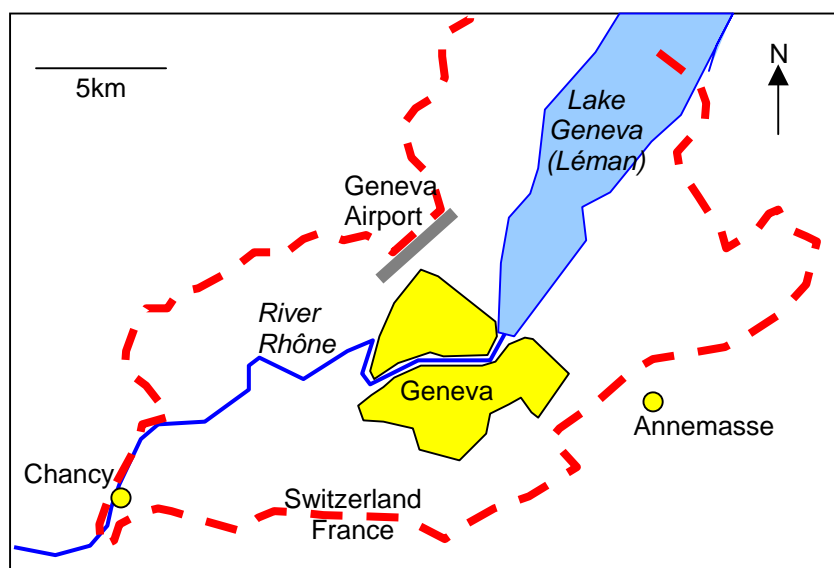 5km
N
Lake
Geneva
(Léman)
Geneva
Airport
River
Rhône
Geneva
Annemasse
Chancy
Switzerland
France